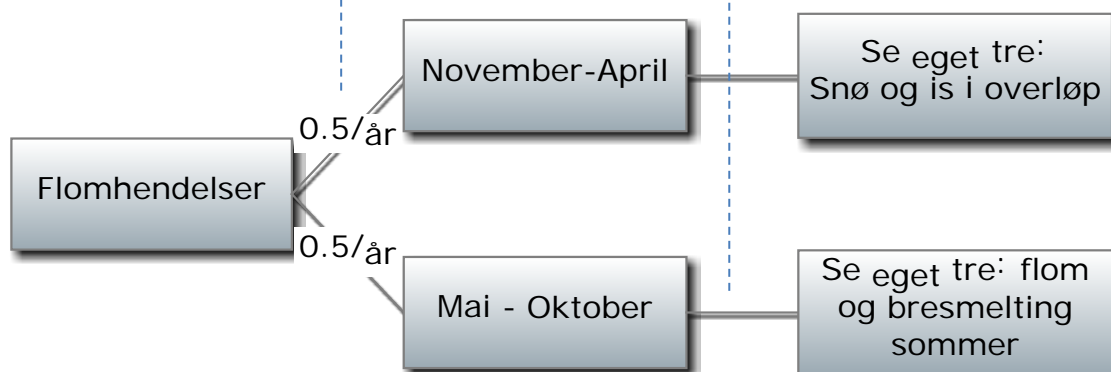 Flomhendelser
0.5/år
November-April
Se eget tre:
Snø og is i overløp
0.5/år
Mai - Oktober
Se eget tre: flom
og bresmelting
sommer